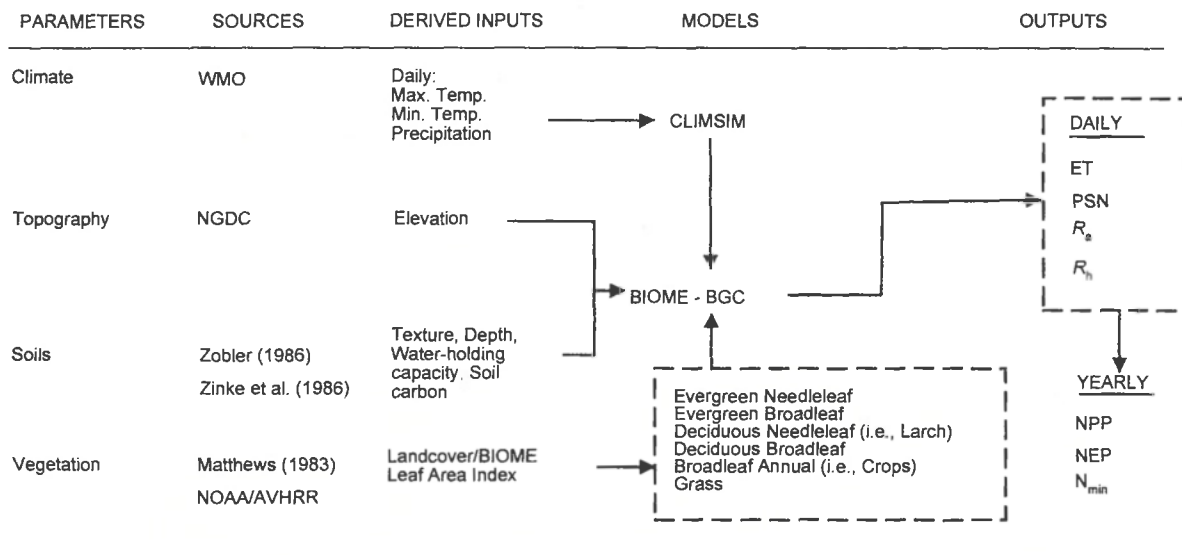 PARAMETERS SOURCES DERIVED INPUTS MODELS OUTPUTS
Climate
WMO
Daily:
Max. Temp.
Min. Temp.
Precipitation
CLIMSIM
Topography
NGDC
Elevation
BIOME - BGC
Soils
Zobler (1986)
Zinke et al. (1986)
Texture, Depth,
Water-holding
capacity, Soil
carbon
Vegetation
Matthews (1983)
NOAA/AVHRR
Landcover/BIOME
Leaf Area Index
Evergreen Needleleaf
Evergreen Broadleaf
Deciduous Needleleaf (i.e., Larch)
Deciduous Broadleaf
Broadleaf Annual (i.e., Crops)
Grass
DAILY
ET
PSN
Ra
Rh
YEARLY
NPP
NEP
Nmin